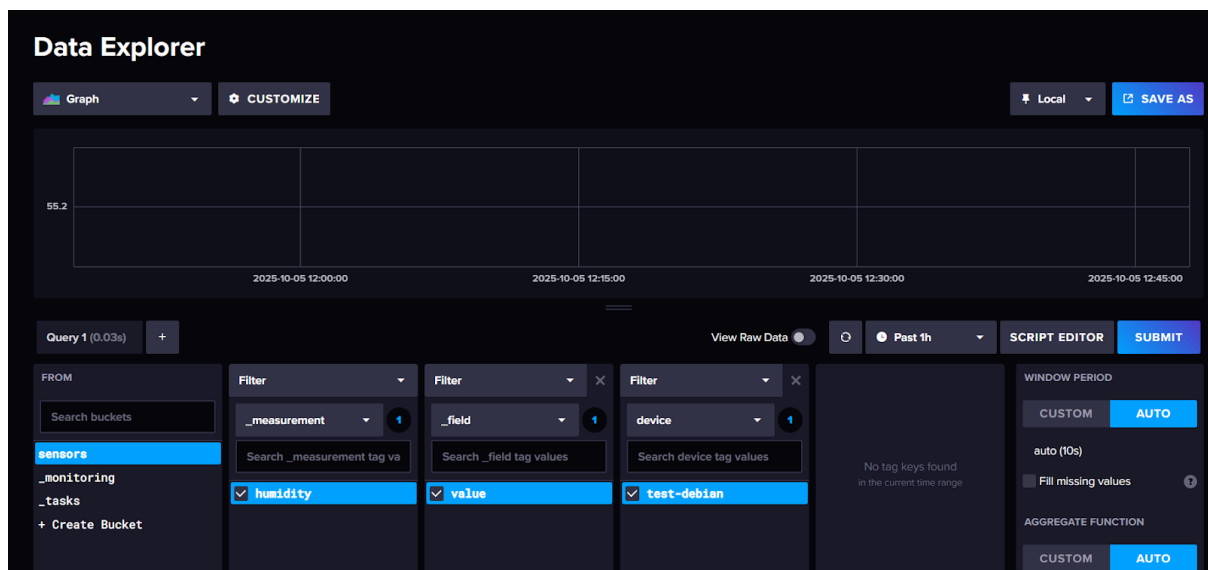 Data Explorer
Graph
CUSTOMIZE
Local
SAVE AS
55.2
2025-10-05 12:00:00
2025-10-05 12:15:00
2025-10-05 12:30:00
2025-10-05 12:45:00
Query 1 (0.03s)
+
View Raw Data
Past 1h
SCRIPT EDITOR
SUBMIT
FROM
Search buckets
sensors
_monitoring
_tasks
+ Create Bucket
Filter
_measurement
1
Search _measurement tag va
humidity
Filter
_field
1
Search _field tag values
value
Filter
device
1
Search device tag values
test-debian
No tag keys found
in the current time range
WINDOW PERIOD
CUSTOM
AUTO
auto (10s)
Fill missing values
?
AGGREGATE FUNCTION
CUSTOM
AUTO